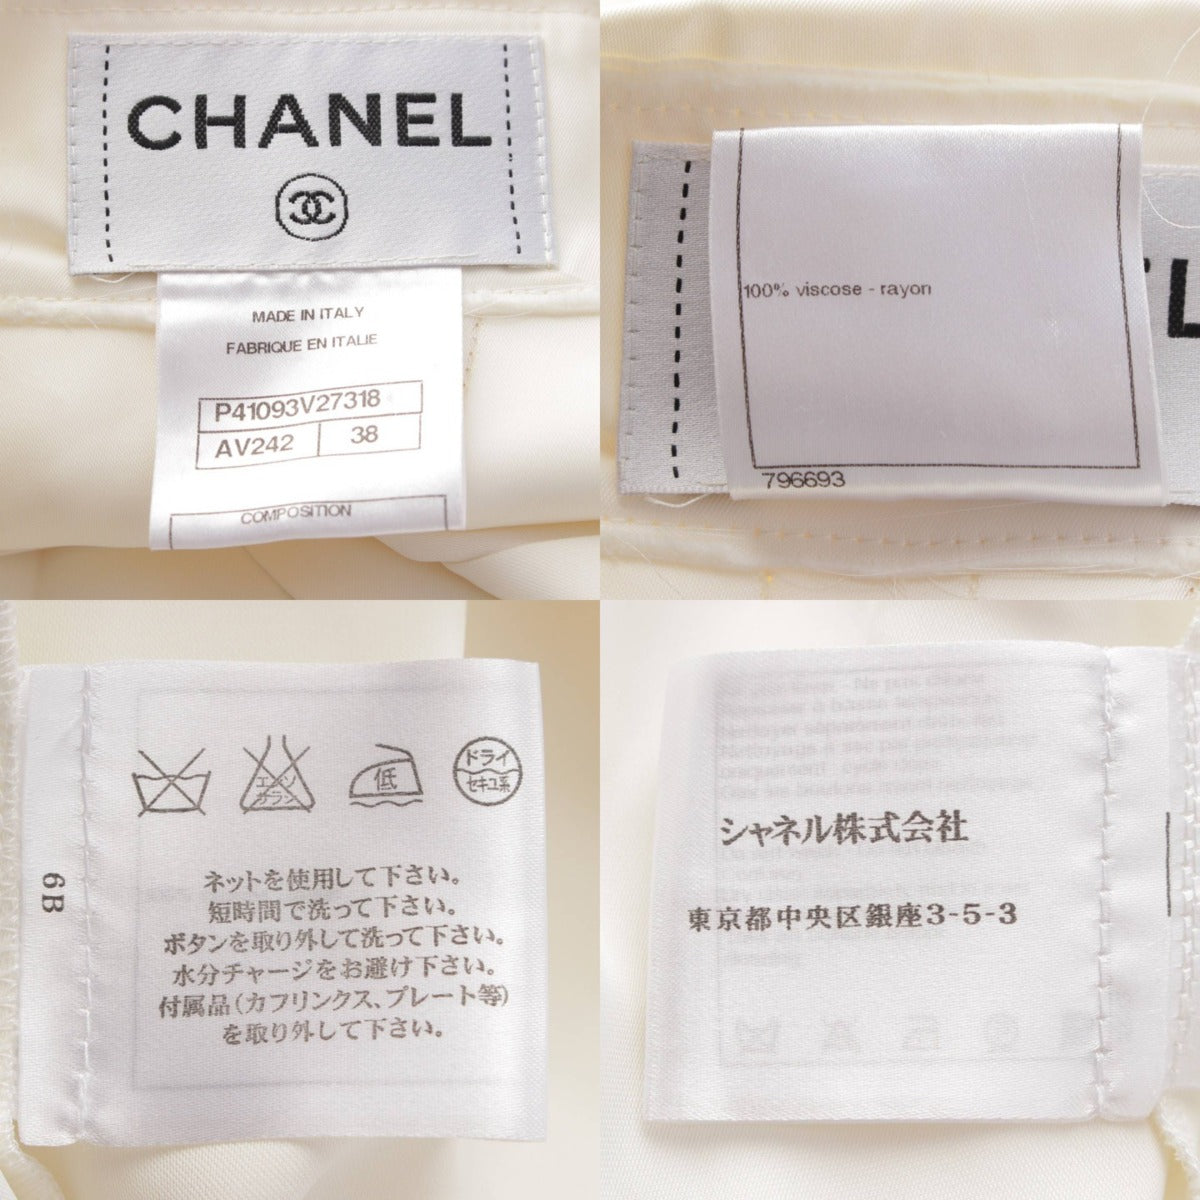 CHANEL
MADE IN ITALY
FABRIQUE EN ITALIE
P41093V27318
AV242 38
COMPOSITION
100% viscose - rayon
796693
エンソ
サラシ
低
ドライ
セキユ系
6B
ネットを使用して下さい。
短時間で洗って下さい。
ボタンを取り外して洗って下さい。
水分チャージをお避け下さい。
付属品(カフリンクス、プレート等)
を取り外して下さい。
シャネル株式会社
東京都中央区銀座3-5-3